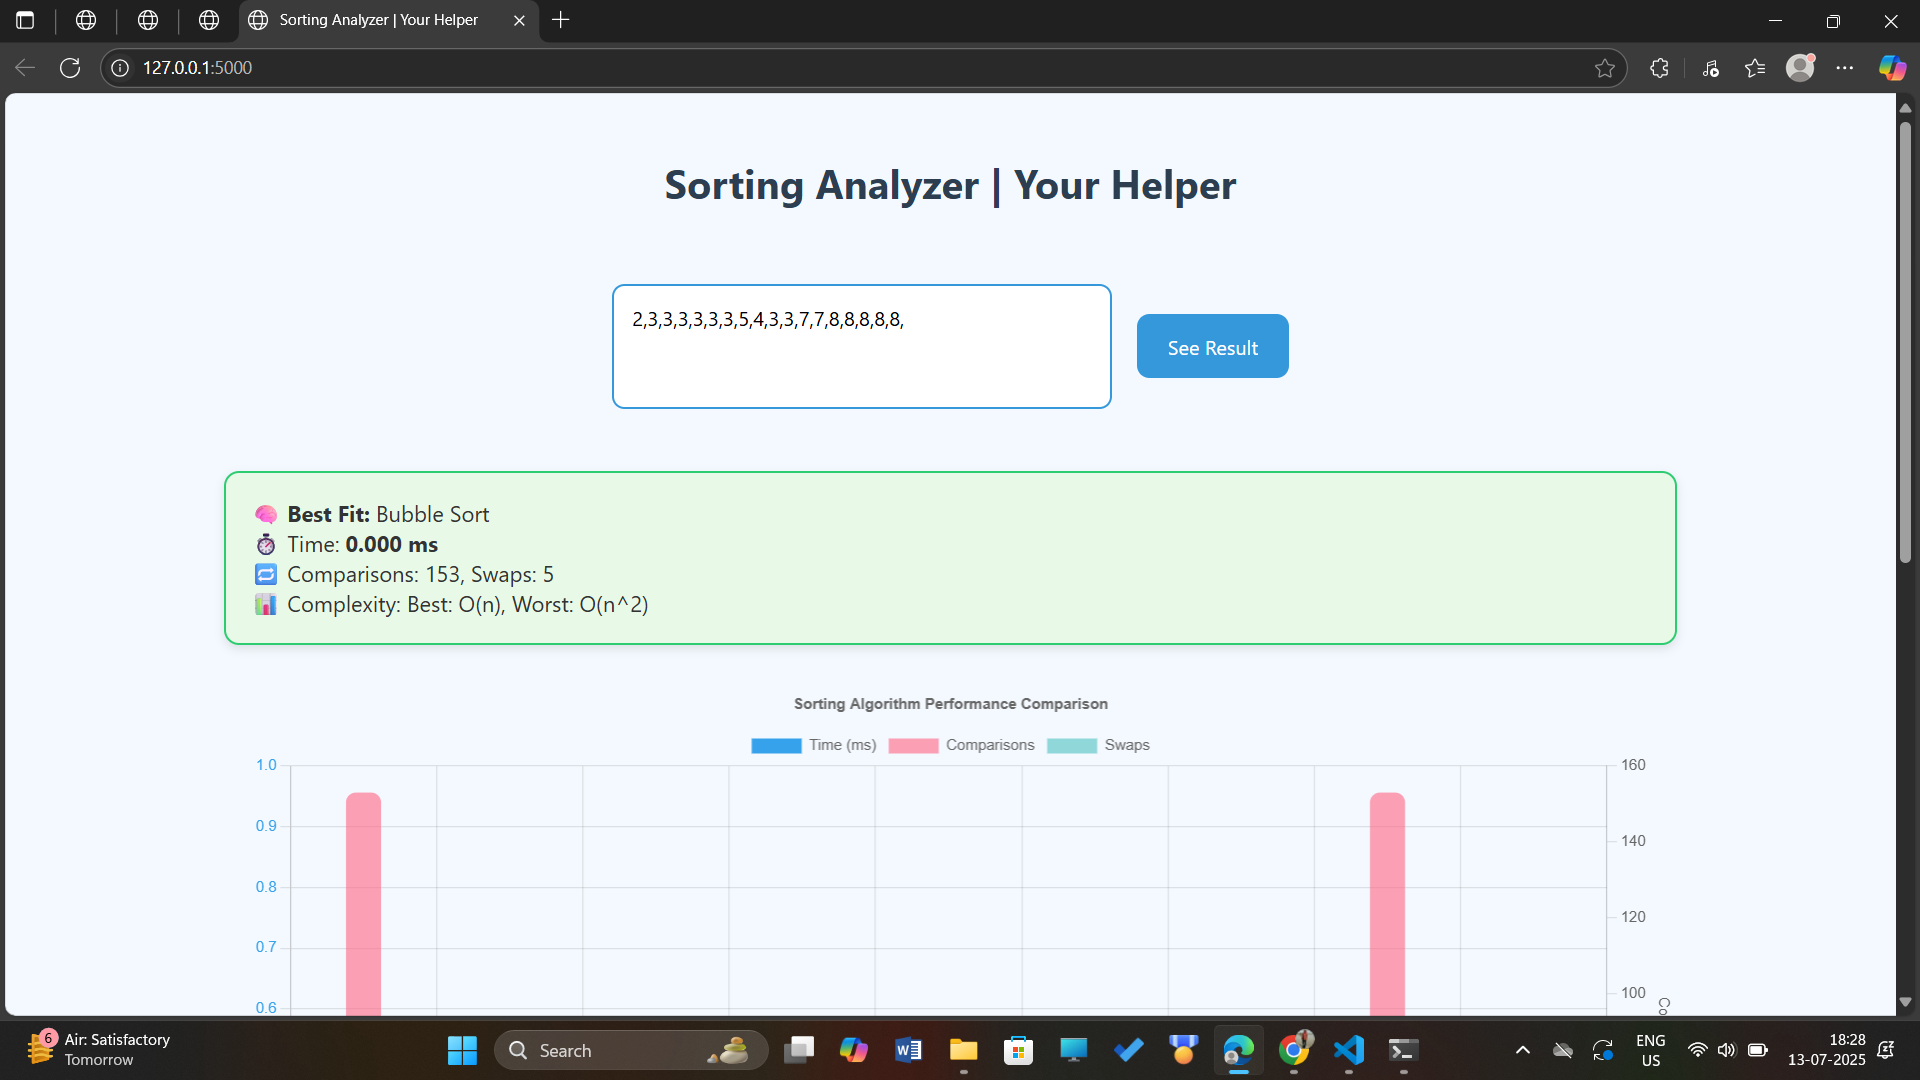 Sorting Analyzer | Your Helper
127.0.0.1:5000
Sorting Analyzer | Your Helper
2,3,3,3,3,3,3,5,4,3,3,7,7,8,8,8,8,8,
See Result
Best Fit: Bubble Sort
Time: 0.000 ms
Comparisons: 153, Swaps: 5
Complexity: Best: O(n), Worst: O(n^2)
Sorting Algorithm Performance Comparison
Time (ms) Comparisons Swaps
1.0 160
0.9
140
0.8
120
0.7
100
0.6
Co
6
Air: Satisfactory
Tomorrow
Search
ENG
US
18:28
13-07-2025